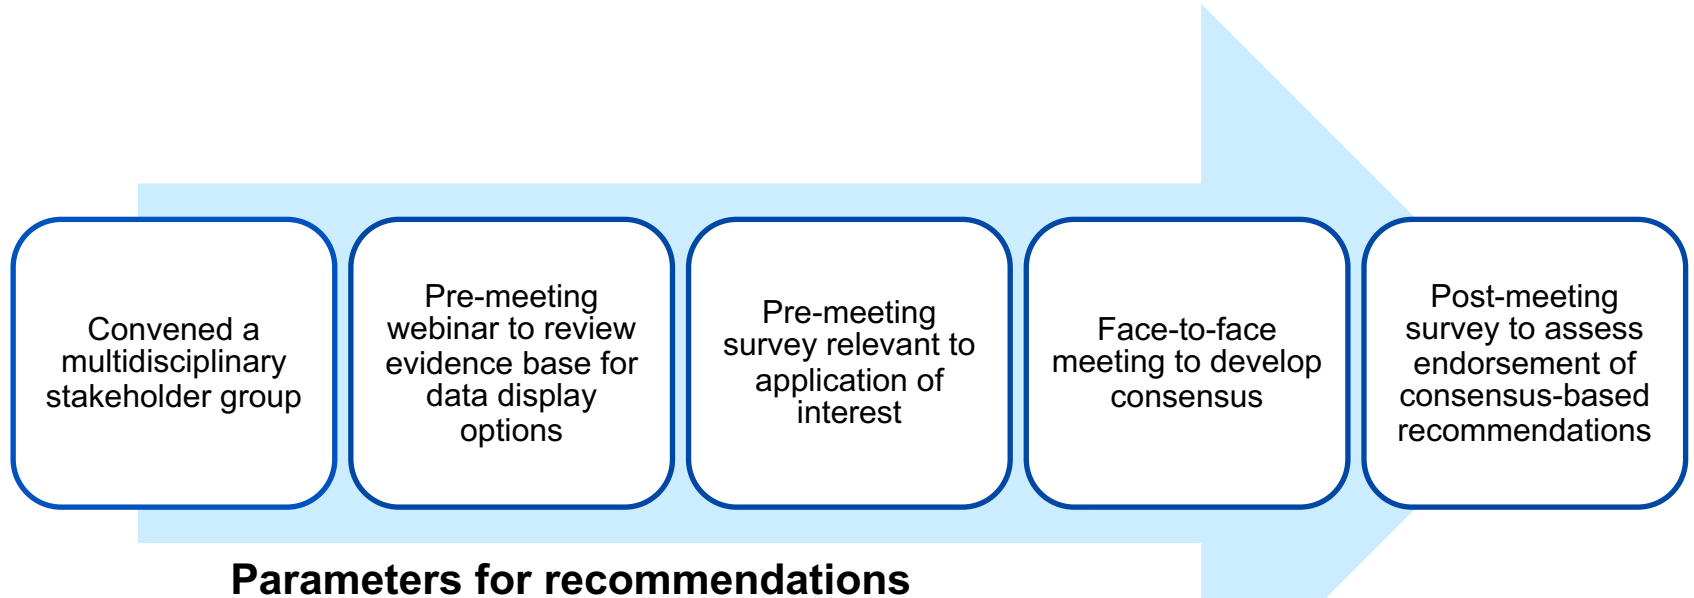 Convened a
multidisciplinary
stakeholder group
Pre-meeting
webinar to review
evidence base for
data display
options
Pre-meeting
survey relevant to
application of
interest
Face-to-face
meeting to develop
consensus
Post-meeting
survey to assess
endorsement of
consensus-based
recommendations
Parameters for recommendations